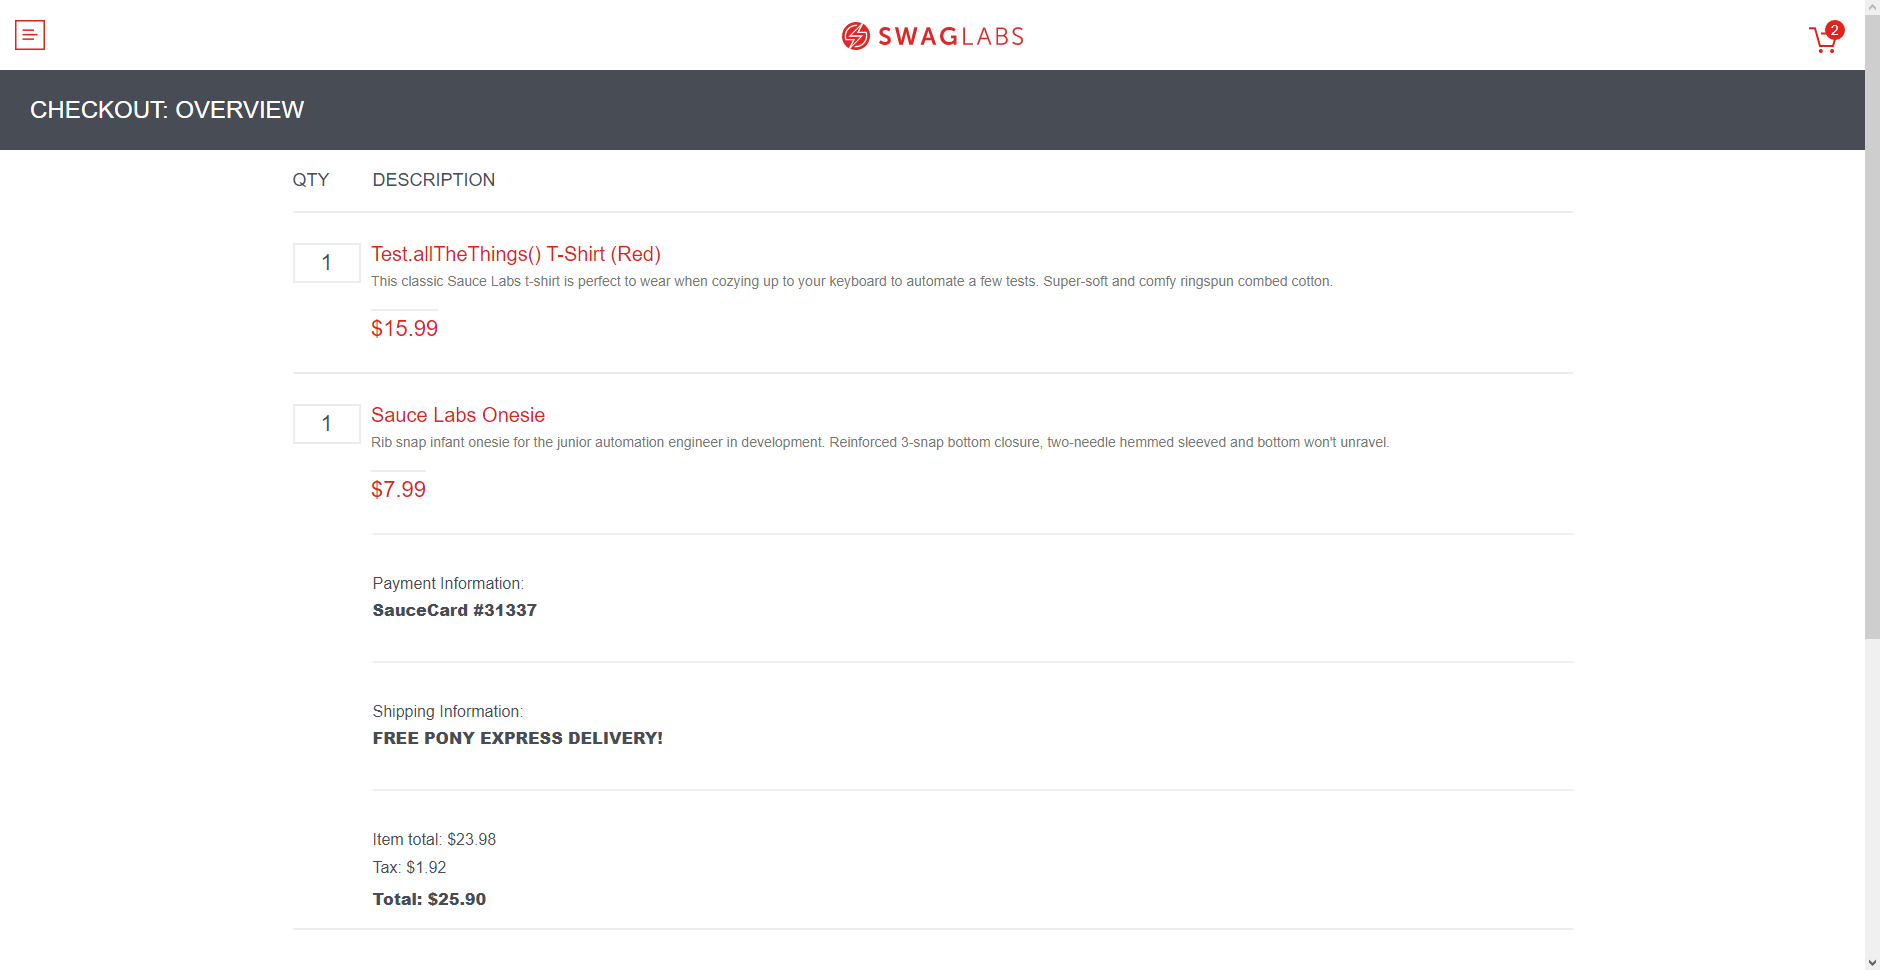 SWAGLABS
2
CHECKOUT: OVERVIEW
QTY DESCRIPTION
1
Test.allTheThings() T-Shirt (Red)
This classic Sauce Labs t-shirt is perfect to wear when cozying up to your keyboard to automate a few tests. Super-soft and comfy ringspun combed cotton.
$15.99
1
Sauce Labs Onesie
Rib snap infant onesie for the junior automation engineer in development. Reinforced 3-snap bottom closure, two-needle hemmed sleeved and bottom won't unravel.
$7.99
Payment Information:
SauceCard #31337
Shipping Information:
FREE PONY EXPRESS DELIVERY!
Item total: $23.98
Tax: $1.92
Total: $25.90